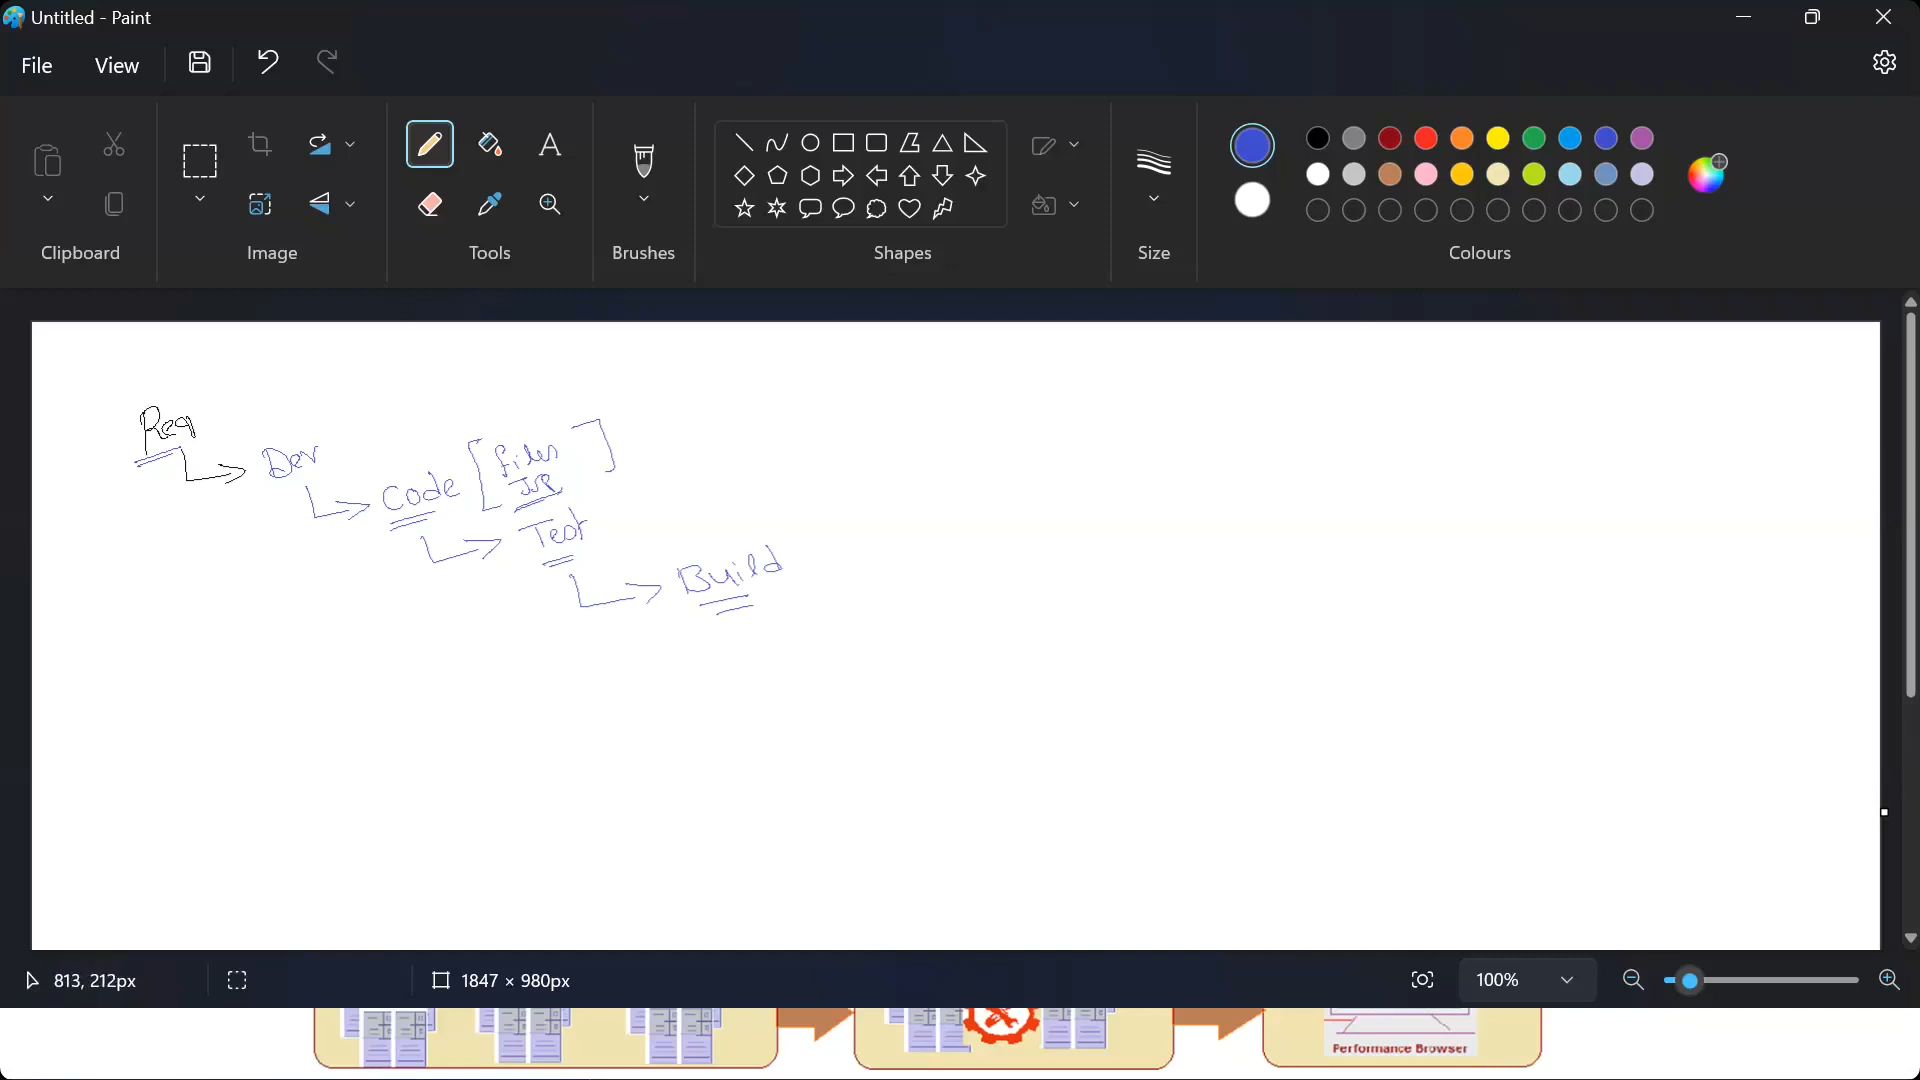 Untitled - Paint
File View
Clipboard Image Tools Brushes Shapes Size Colours
Req
Dev
Code [files
JSP]
Test
Build
813, 212px 1847 × 980px 100%
Performance Browser